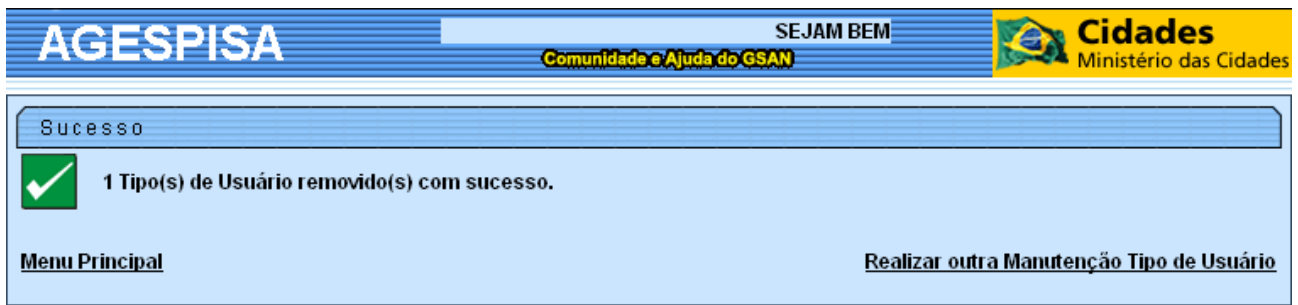 AGESPISA
SEJAM BEM
Comunidade e Ajuda do GSAN
Cidades
Ministério das Cidades
Sucesso
1 Tipo(s) de Usuário removido(s) com sucesso.
Menu Principal
Realizar outra Manutenção Tipo de Usuário